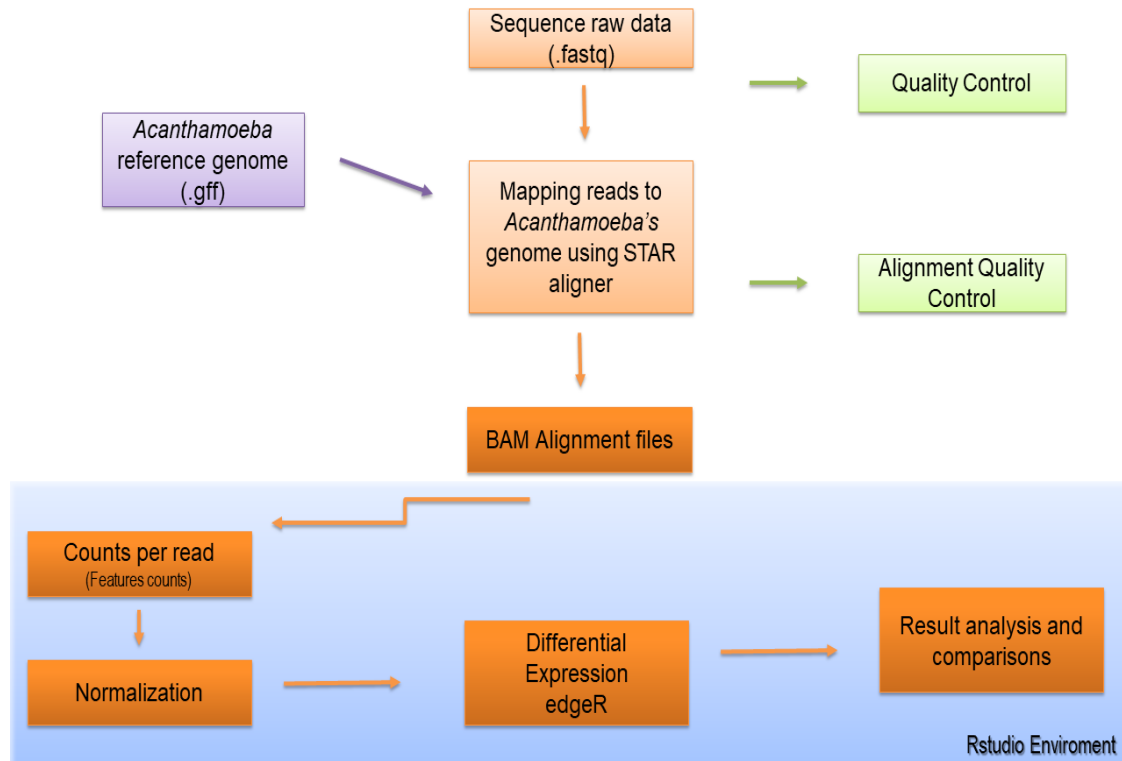 Sequence raw data
(.fastq)
Quality Control
Acanthamoeba
reference genome
(.gff)
Mapping reads to
Acanthamoeba's
genome using STAR
aligner
Alignment Quality
Control
BAM Alignment files
Counts per read
(Features counts)
Normalization
Differential
Expression
edgeR
Result analysis and
comparisons
Rstudio Enviroment